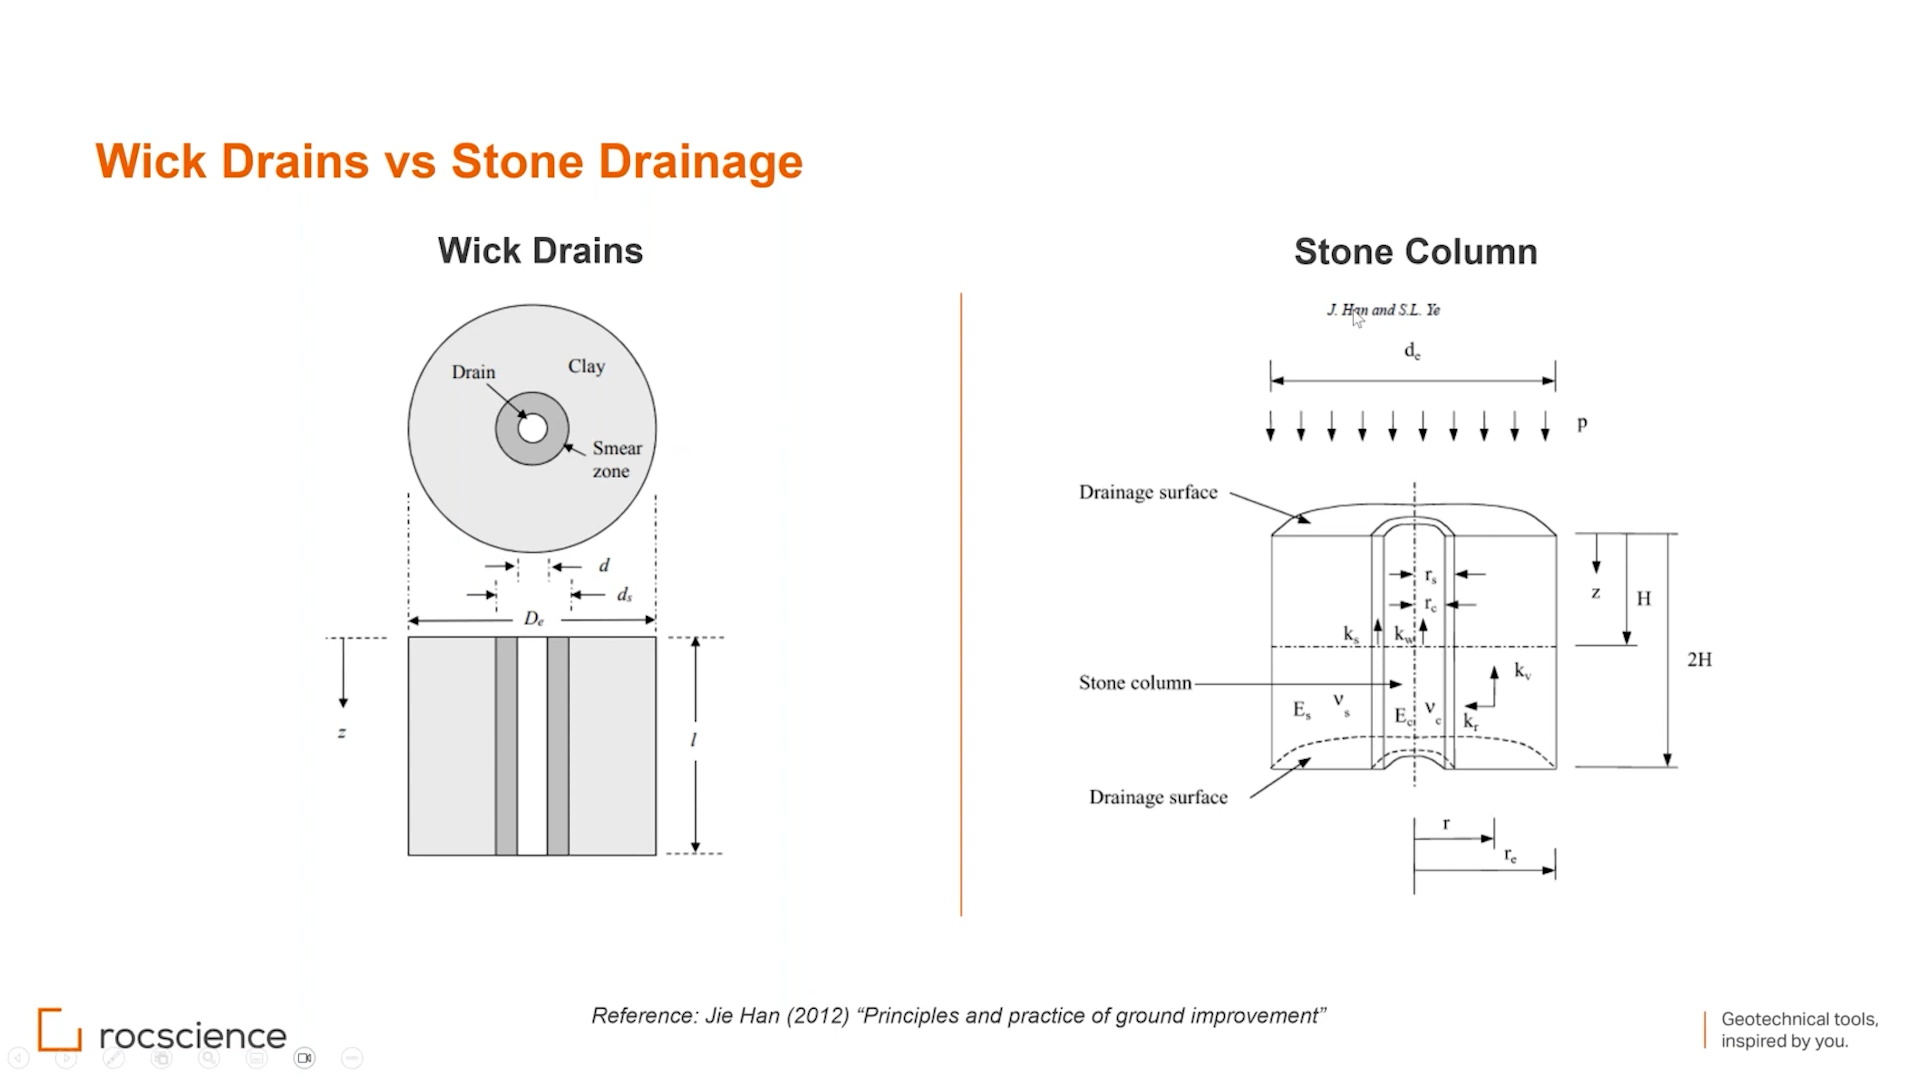 Wick Drains vs Stone Drainage
Wick Drains
Drain
Clay
Smear
zone
d
ds
De
z
l
Stone Column
J. Han and S.L. Ye
de
p
Drainage surface
rs
rc
z
H
ks
kw
2H
kv
Stone column
Es
νs
Ec
νc
kr
Drainage surface
r
re
Reference: Jie Han (2012) “Principles and practice of ground improvement”
rocscience
Geotechnical tools,
inspired by you.